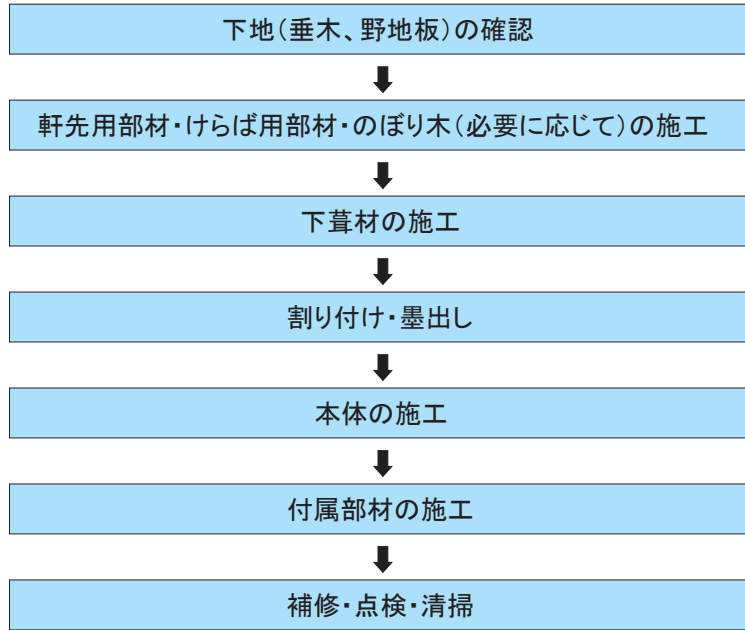 下地（垂木、野地板）の確認
軒先用部材・けらば用部材・のぼり木（必要に応じて）の施工
下葺材の施工
割り付け・墨出し
本体の施工
付属部材の施工
補修・点検・清掃